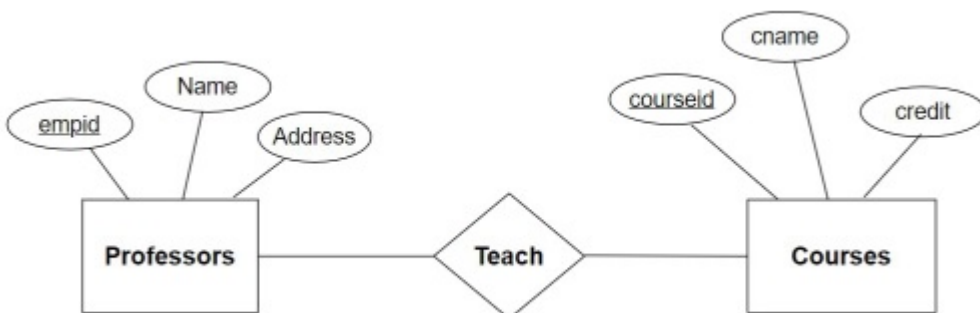 cname
Name
courseid
empid
credit
Address
Professors
Teach
Courses